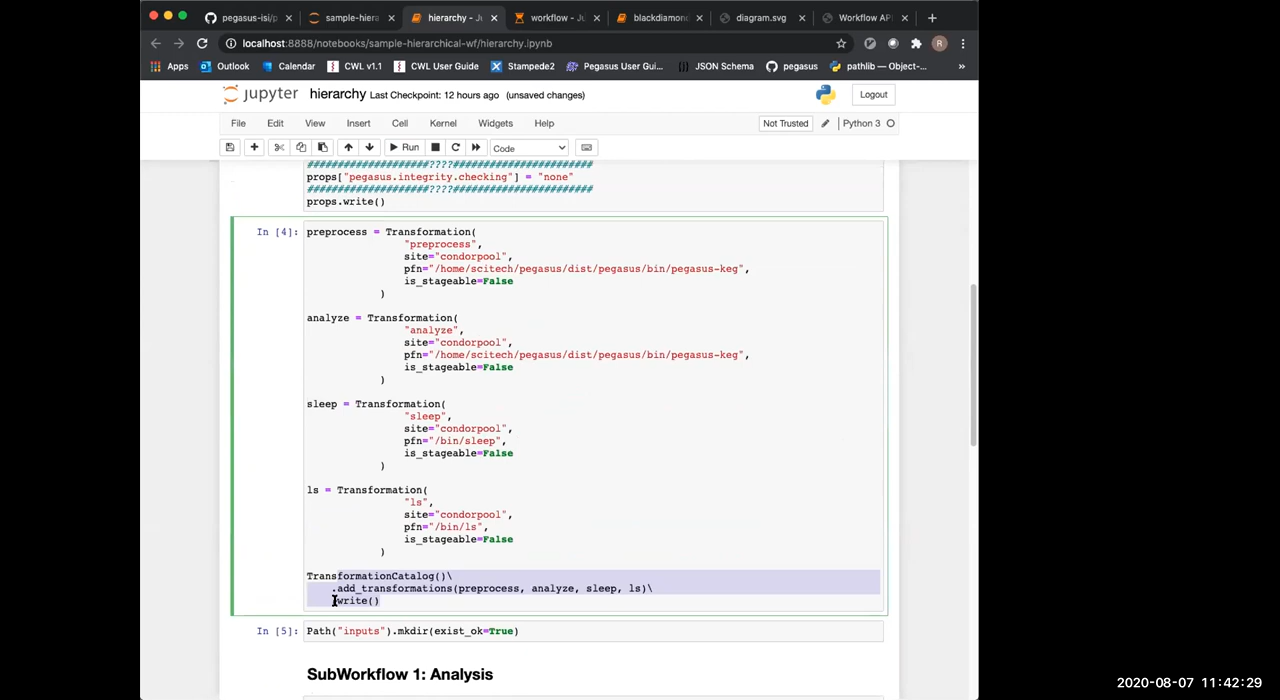 pegasus-isi/p
sample-hiera
hierarchy - Ju
workflow - Ju
blackdiamond
diagram.svg
Workflow API
localhost:8888/notebooks/sample-hierarchical-wf/hierarchy.ipynb
R
Apps
Outlook
Calendar
CWL v1.1
CWL User Guide
Stampede2
Pegasus User Gui...
JSON Schema
pegasus
pathlib — Object-...
»
jupyter
hierarchy Last Checkpoint: 12 hours ago (unsaved changes)
Logout
File Edit View Insert Cell Kernel Widgets Help
Not Trusted
Python 3
Run
Code
####################????#######################
props["pegasus.integrity.checking"] = "none"
####################????#######################
props.write()
In [4]:
preprocess = Transformation(
"preprocess",
site="condorpool",
pfn="/home/scitech/pegasus/dist/pegasus/bin/pegasus-keg",
is_stageable=False
)
analyze = Transformation(
"analyze",
site="condorpool",
pfn="/home/scitech/pegasus/dist/pegasus/bin/pegasus-keg",
is_stageable=False
)
sleep = Transformation(
"sleep",
site="condorpool",
pfn="/bin/sleep",
is_stageable=False
)
ls = Transformation(
"ls",
site="condorpool",
pfn="/bin/ls",
is_stageable=False
)
TransformationCatalog()\
.add_transformations(preprocess, analyze, sleep, ls)\
.write()
In [5]:
Path("inputs").mkdir(exist_ok=True)
SubWorkflow 1: Analysis
2020-08-07 11:42:29